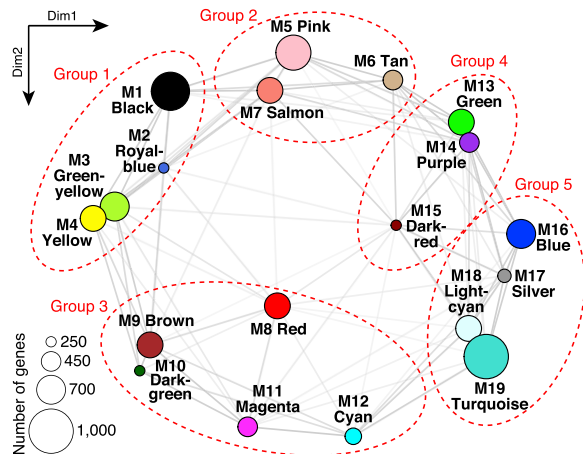 Dim1
Dim2
Group 1
Group 2
Group 4
Group 5
Group 3
M1
Black
M2
Royal-
blue
M3
Green-
yellow
M4
Yellow
M5 Pink
M6 Tan
M7 Salmon
M13
Green
M14
Purple
M15
Dark-
red
M16
Blue
M17
Silver
M18
Light-
cyan
M19
Turquoise
M8 Red
M9 Brown
M10
Dark-
green
M11
Magenta
M12
Cyan
Number of genes
250
450
700
1,000